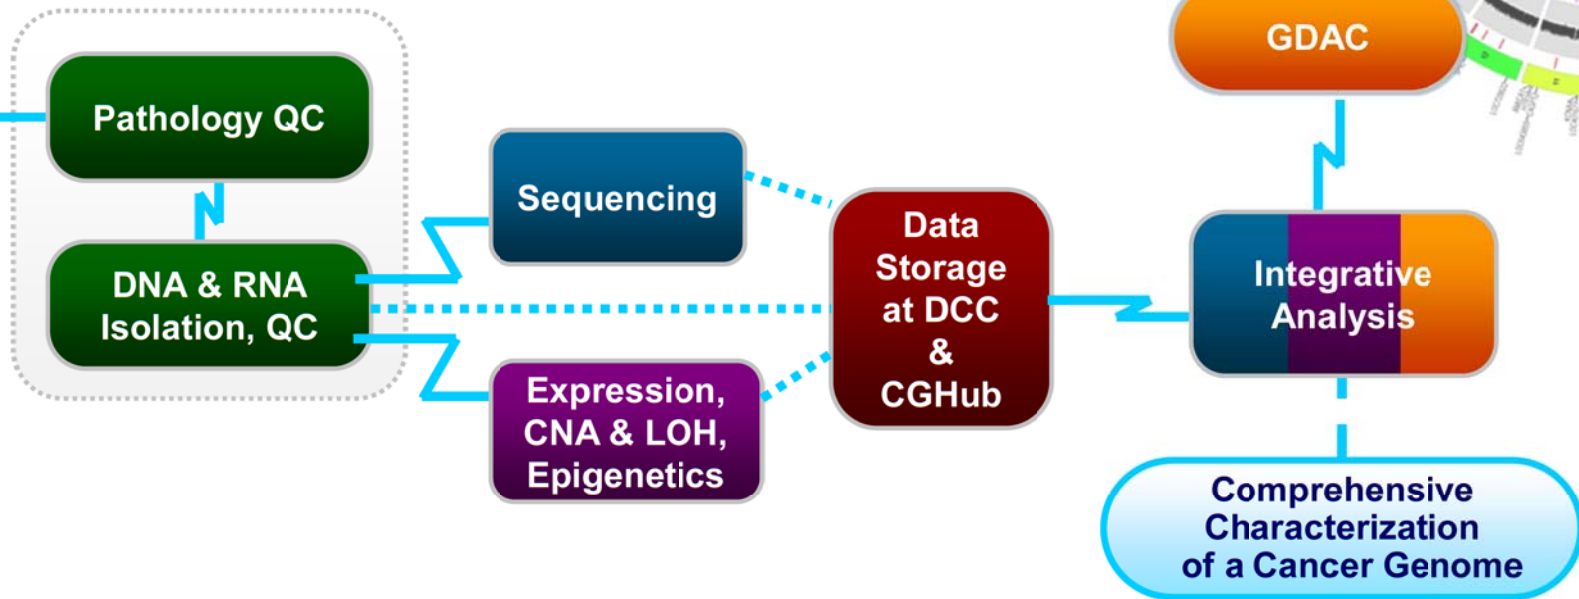 Pathology QC
DNA & RNA
Isolation, QC
Sequencing
Expression,
CNA & LOH,
Epigenetics
Data
Storage
at DCC
&
CGHub
GDAC
Integrative
Analysis
Comprehensive
Characterization
of a Cancer Genome